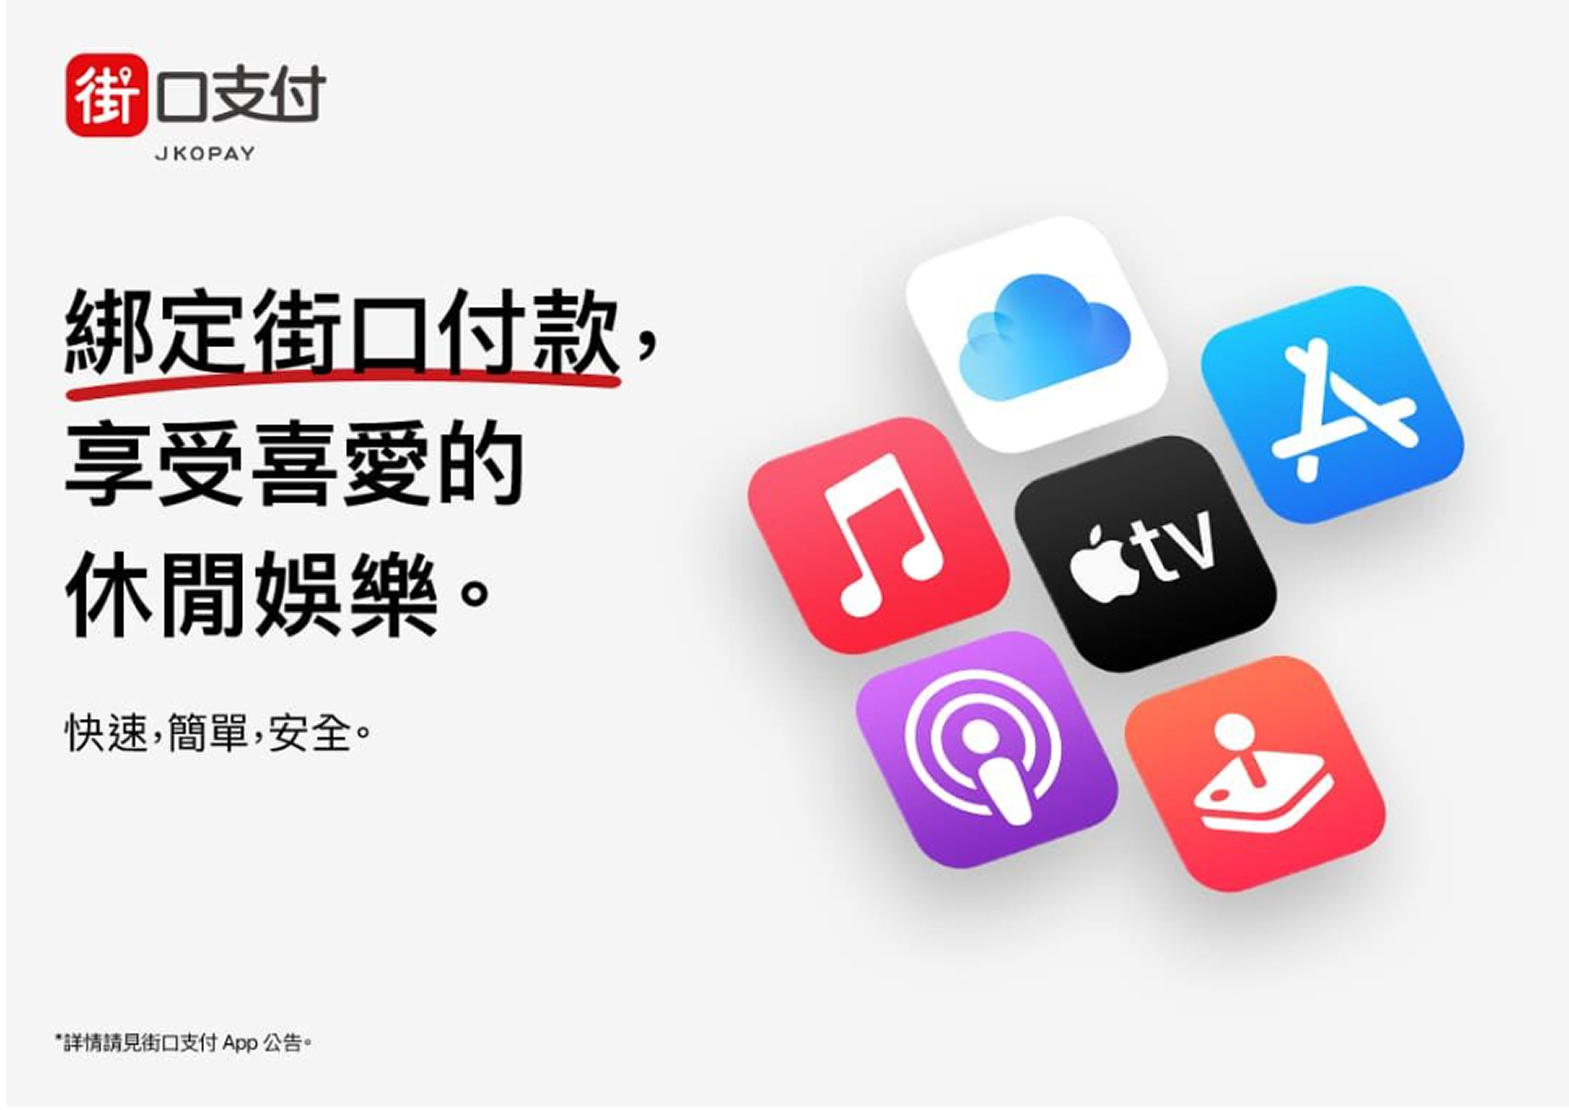 街口支付
JKOPAY
綁定街口付款，
享受喜愛的
休閒娛樂。
快速，簡單，安全。
tv
*詳情請見街口支付 App 公告。